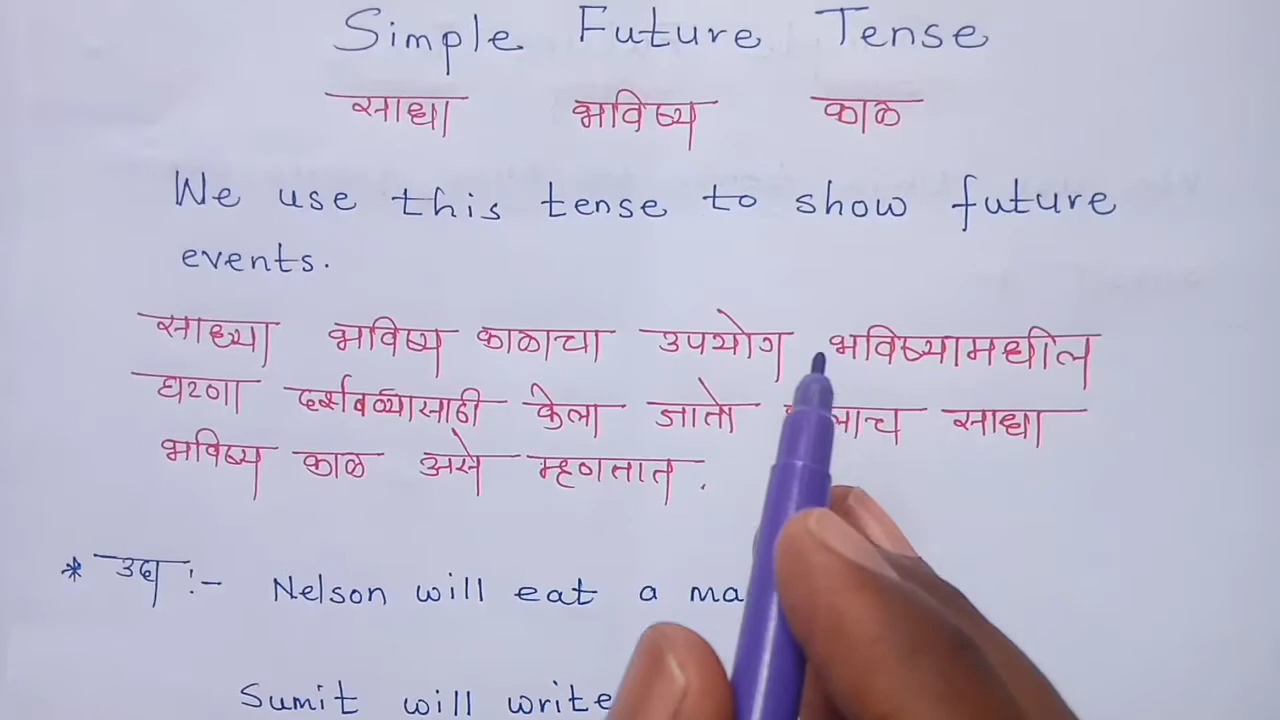 Simple Future Tense
साधा भविष्य काळ
We use this tense to show future
events.
साध्या भविष्य काळाचा उपयोग भविष्यामधील
घटणा दर्शवण्यासाठी केला जातो साधा
भविष्य काळ असे म्हणतात.
* उदा :- Nelson will eat a
Sumit will write